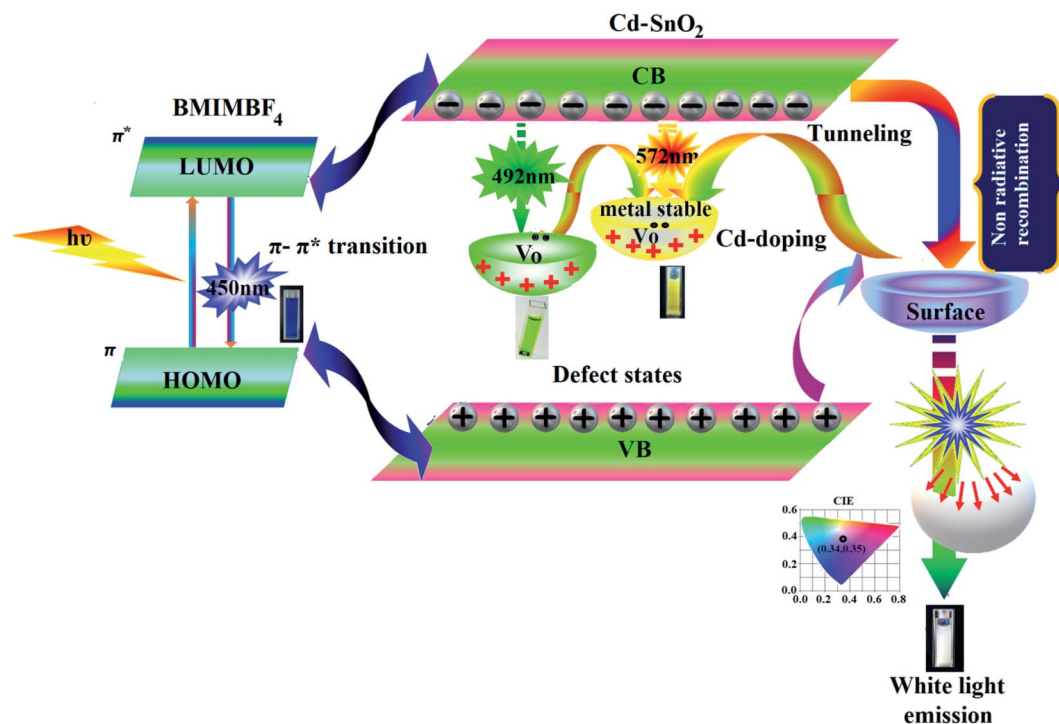 Cd-SnO2
CB
BMIMBF4
π*
LUMO
hυ
π- π* transition
450nm
π
HOMO
492nm
Vo
572nm
metal stable
Vo
Cd-doping
Tunneling
Non radiative
recombination
Surface
Defect states
VB
CIE
0.6
0.4
0.2
0.0
(0.34,0.35)
0.0 0.2 0.4 0.6 0.8
White light
emission